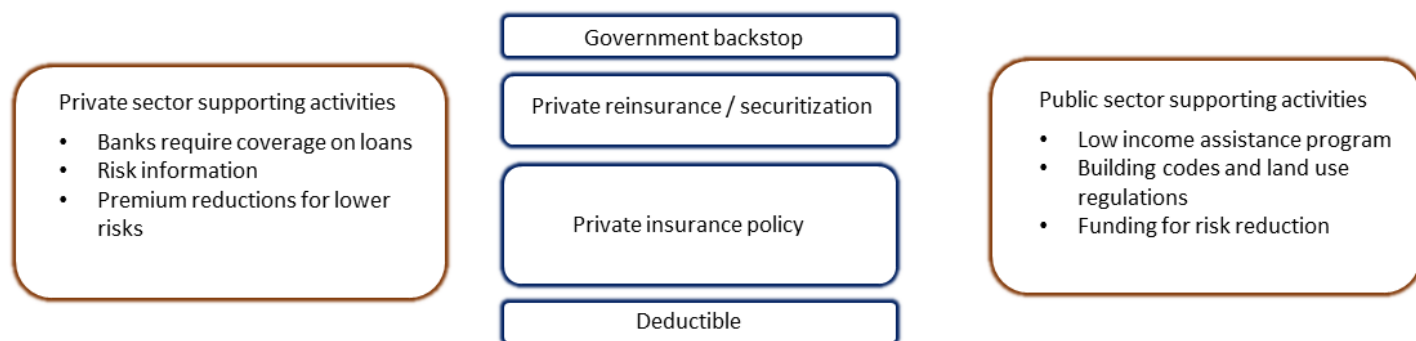 Private sector supporting activities
• Banks require coverage on loans
• Risk information
• Premium reductions for lower
risks
Government backstop
Private reinsurance / securitization
Private insurance policy
Deductible
Public sector supporting activities
• Low income assistance program
• Building codes and land use
regulations
• Funding for risk reduction